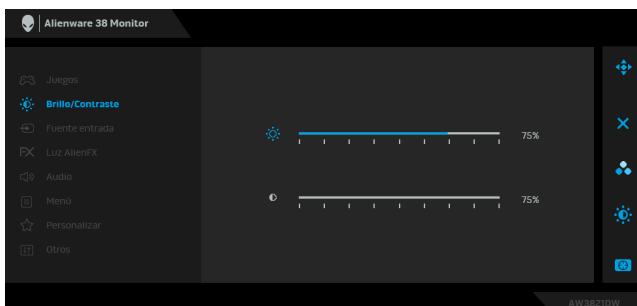 Alienware 38 Monitor
Juegos
Brillo/Contraste
Fuente entrada
Luz AlienFX
Audio
Menú
Personalizar
Otros
75%
75%
AW3821DW